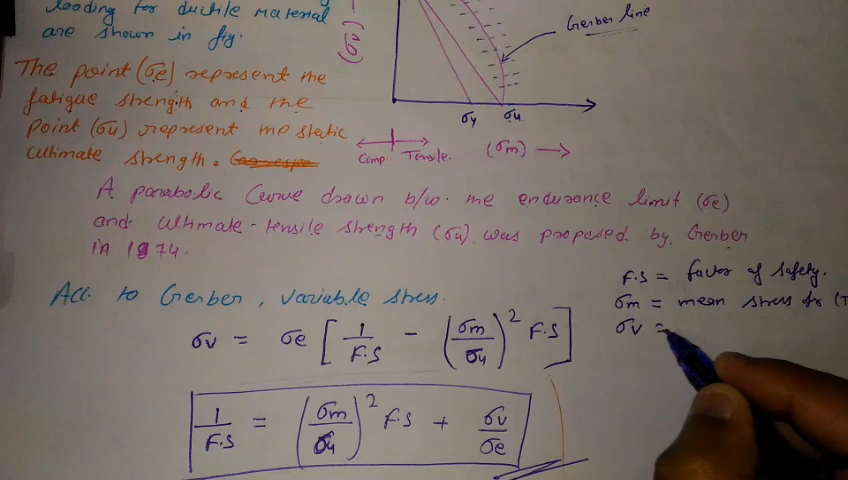 loading for ductile material
are shown in fig.
The point (σe) represent the
fatigue strength and the
point (σu) represent the static
ultimate strength.
(σv)
Gerber line
σy σu
Comp. Tensile. (σm) →
A parabolic Curve drawn b/w. the endurance limit (σe)
and ultimate-tensile strength (σu) was proposed by Gerber
in 1974.
Acc. to Gerber, variable stress.
σv = σe [ 1/F.S − (σm/σu)² F.S ]
1/F.S = (σm/σu)² F.S + σv/σe
F.S = factor of safety.
σm = mean stress for (T
σv =